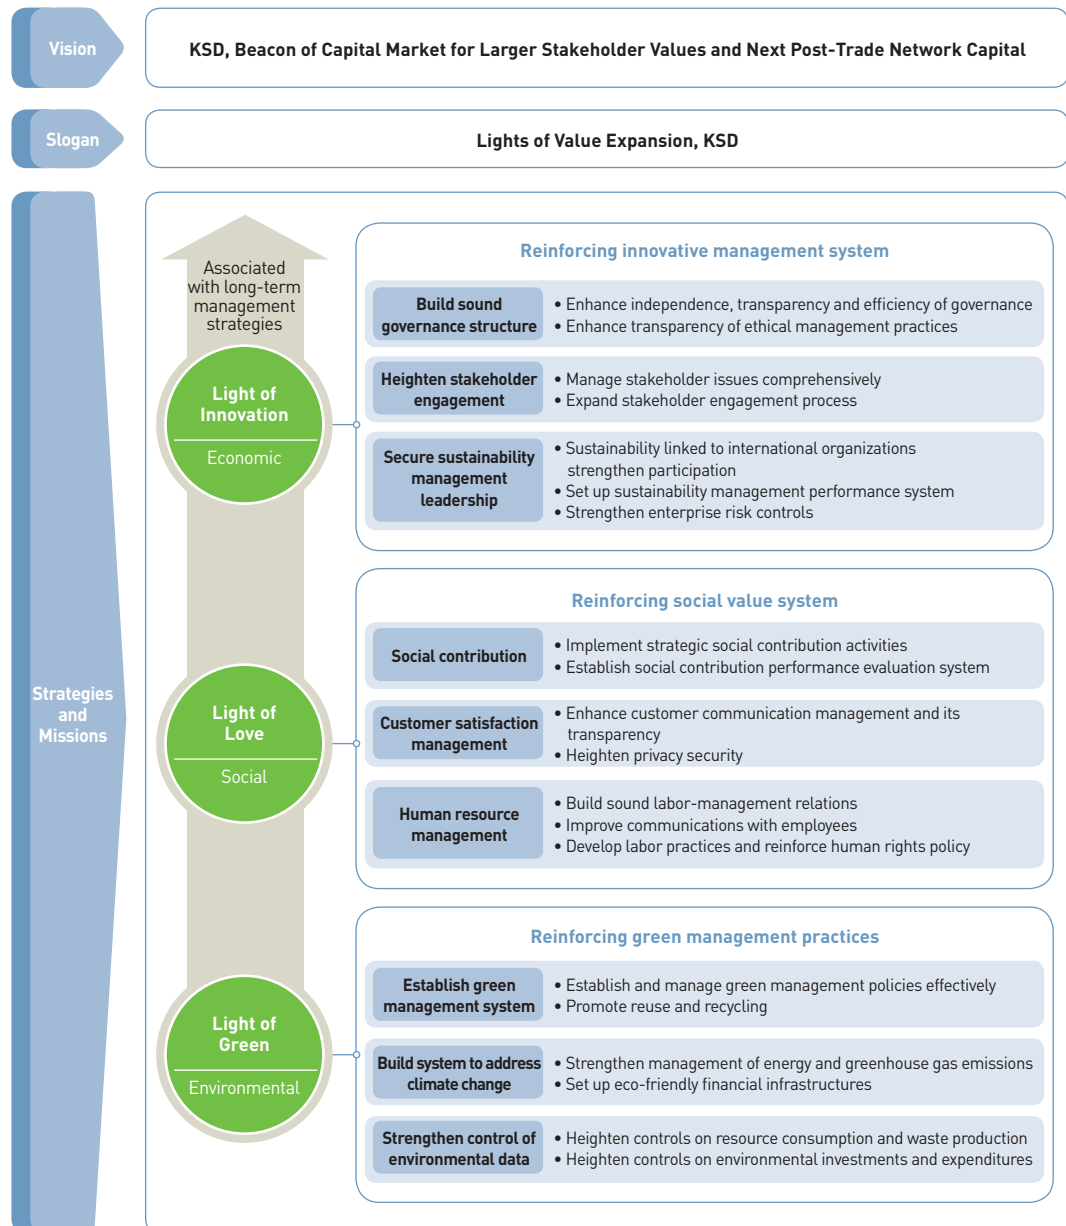 Vision
KSD, Beacon of Capital Market for Larger Stakeholder Values and Next Post-Trade Network Capital
Slogan
Lights of Value Expansion, KSD
Strategies
and
Missions
Associated
with long-term
management
strategies
Light of
Innovation
Economic
Reinforcing innovative management system
Build sound
governance structure
• Enhance independence, transparency and efficiency of governance
• Enhance transparency of ethical management practices
Heighten stakeholder
engagement
• Manage stakeholder issues comprehensively
• Expand stakeholder engagement process
Secure sustainability
management
leadership
• Sustainability linked to international organizations
strengthen participation
• Set up sustainability management performance system
• Strengthen enterprise risk controls
Light of
Love
Social
Reinforcing social value system
Social contribution
• Implement strategic social contribution activities
• Establish social contribution performance evaluation system
Customer satisfaction
management
• Enhance customer communication management and its
transparency
• Heighten privacy security
Human resource
management
• Build sound labor-management relations
• Improve communications with employees
• Develop labor practices and reinforce human rights policy
Light of
Green
Environmental
Reinforcing green management practices
Establish green
management system
• Establish and manage green management policies effectively
• Promote reuse and recycling
Build system to address
climate change
• Strengthen management of energy and greenhouse gas emissions
• Set up eco-friendly financial infrastructures
Strengthen control of
environmental data
• Heighten controls on resource consumption and waste production
• Heighten controls on environmental investments and expenditures